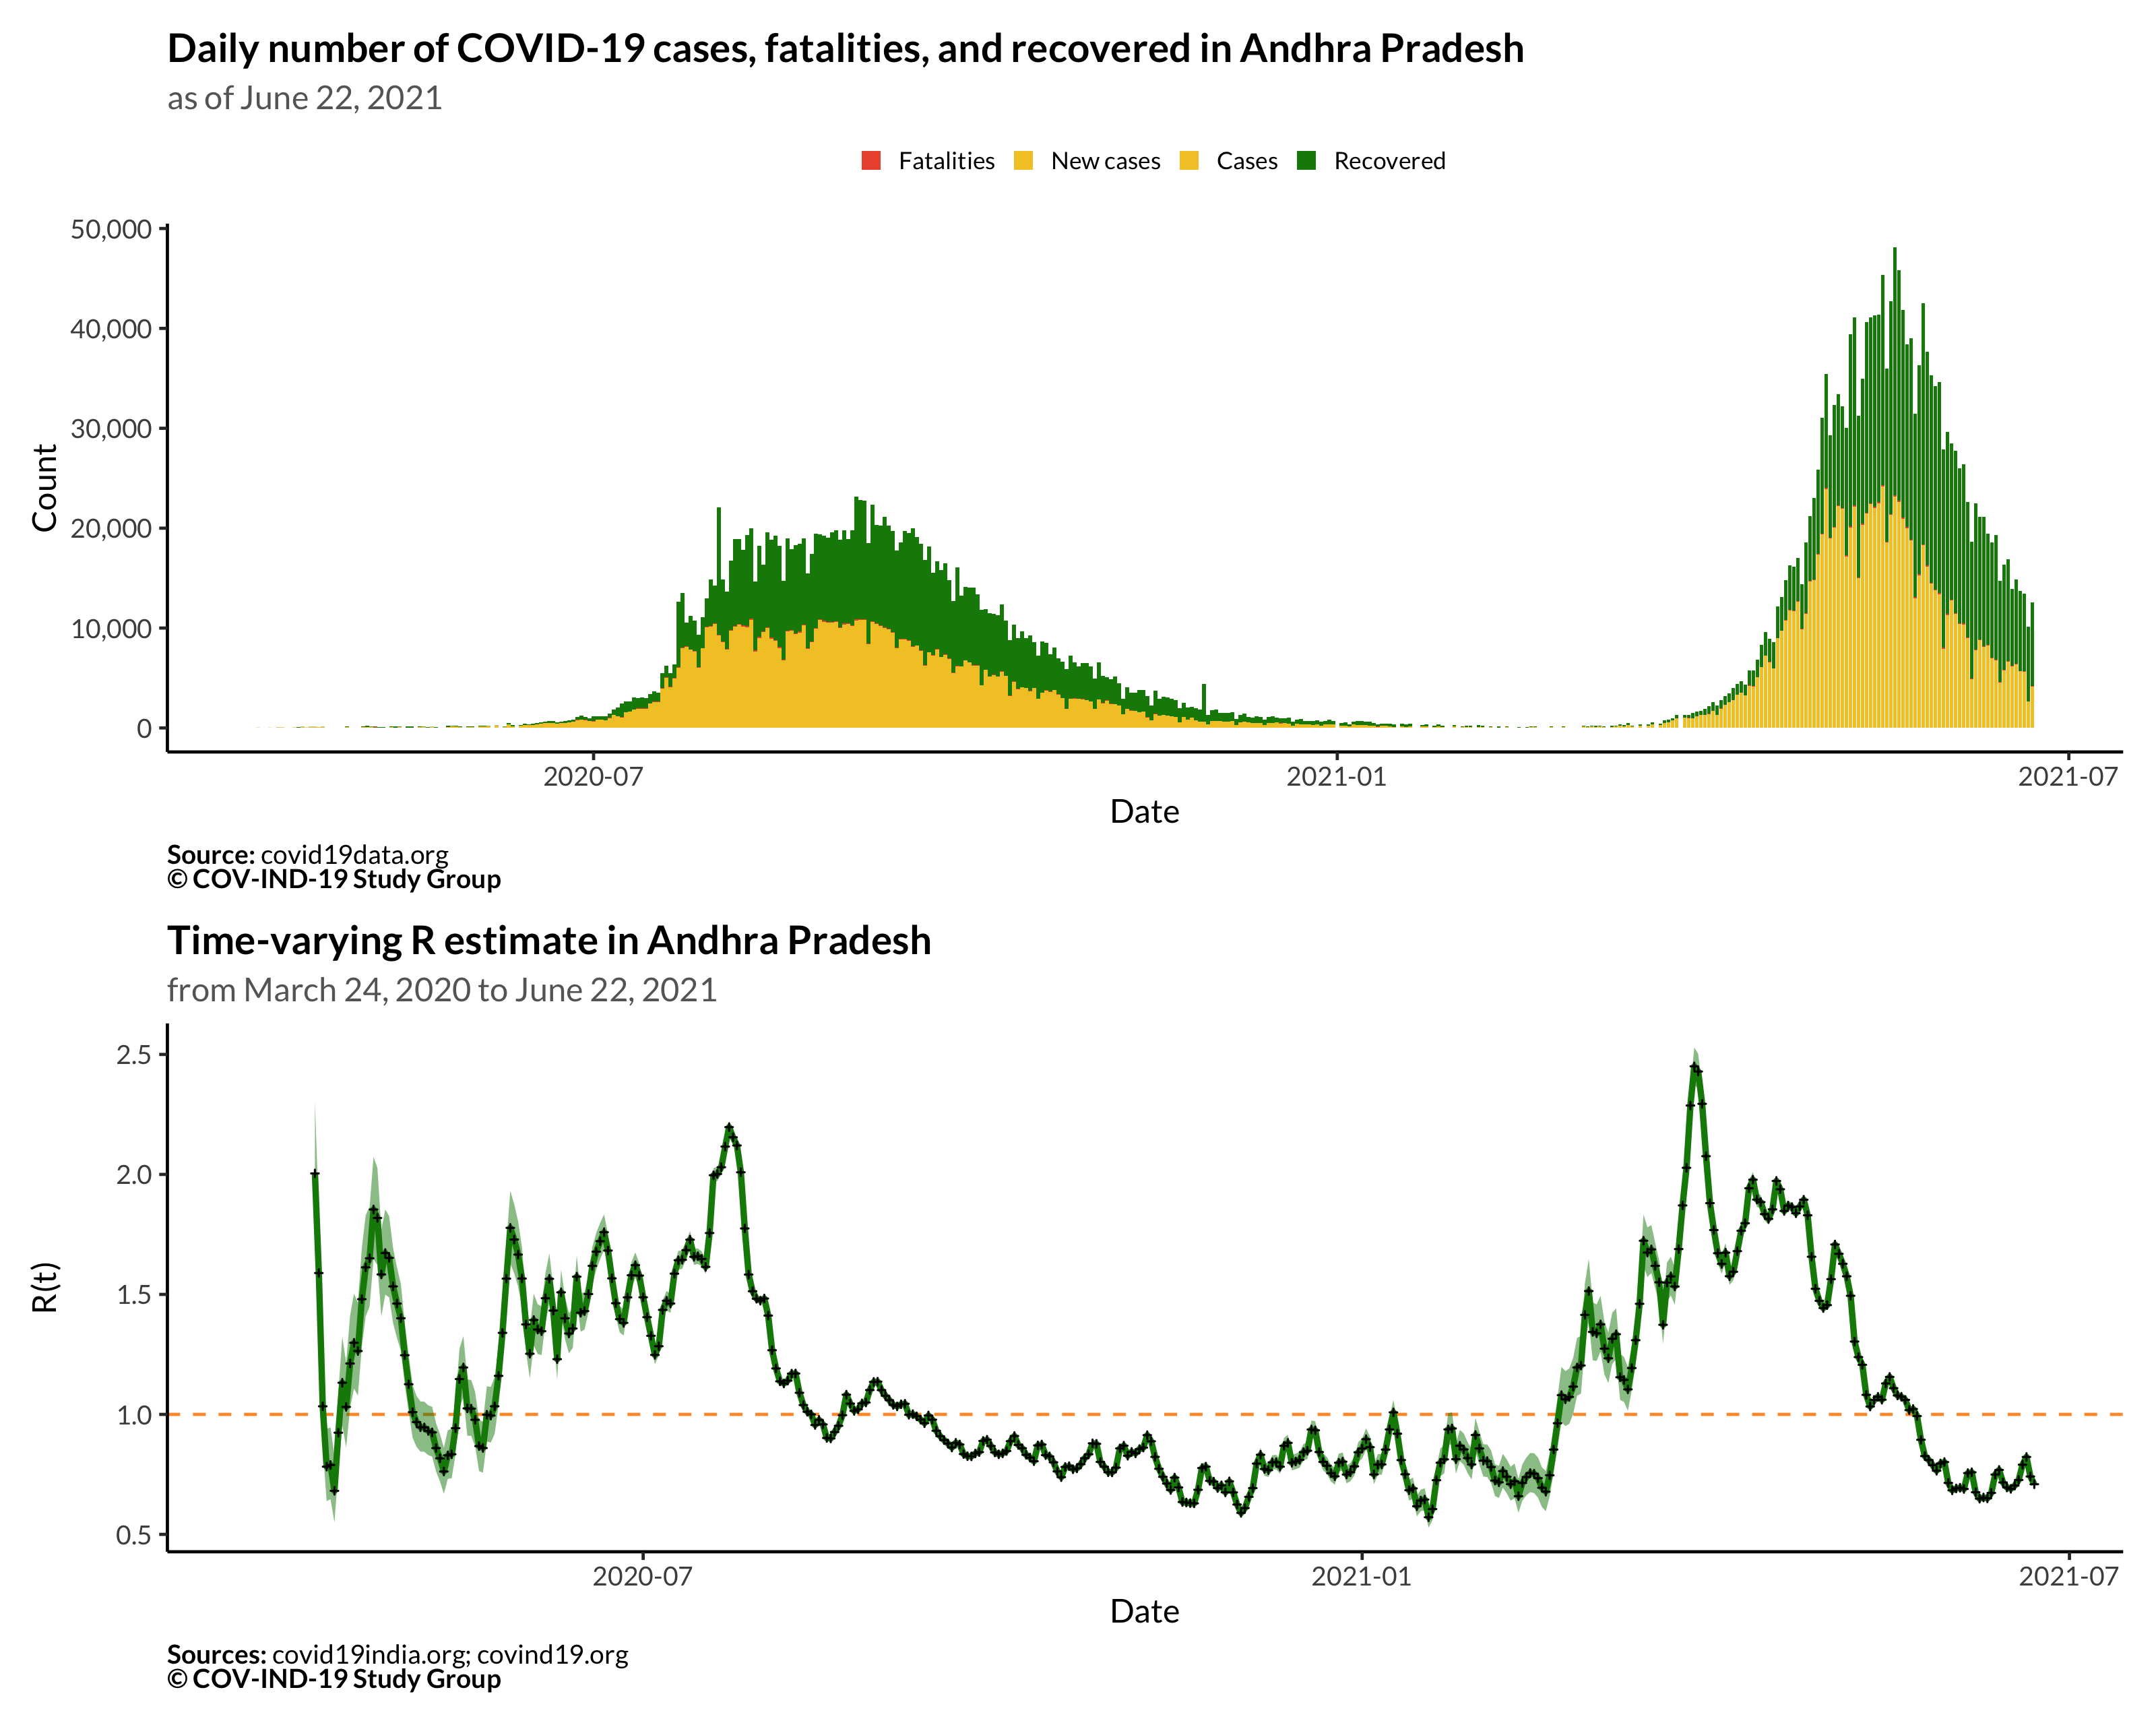 Daily number of COVID-19 cases, fatalities, and recovered in Andhra Pradesh
as of June 22, 2021
Fatalities New cases Cases Recovered
50,000
40,000
30,000
20,000
10,000
0
Count
2020-07 2021-01 2021-07
Date
Source: covid19data.org
© COV-IND-19 Study Group
Time-varying R estimate in Andhra Pradesh
from March 24, 2020 to June 22, 2021
2.5
2.0
1.5
1.0
0.5
R(t)
2020-07 2021-01 2021-07
Date
Sources: covid19india.org; covind19.org
© COV-IND-19 Study Group